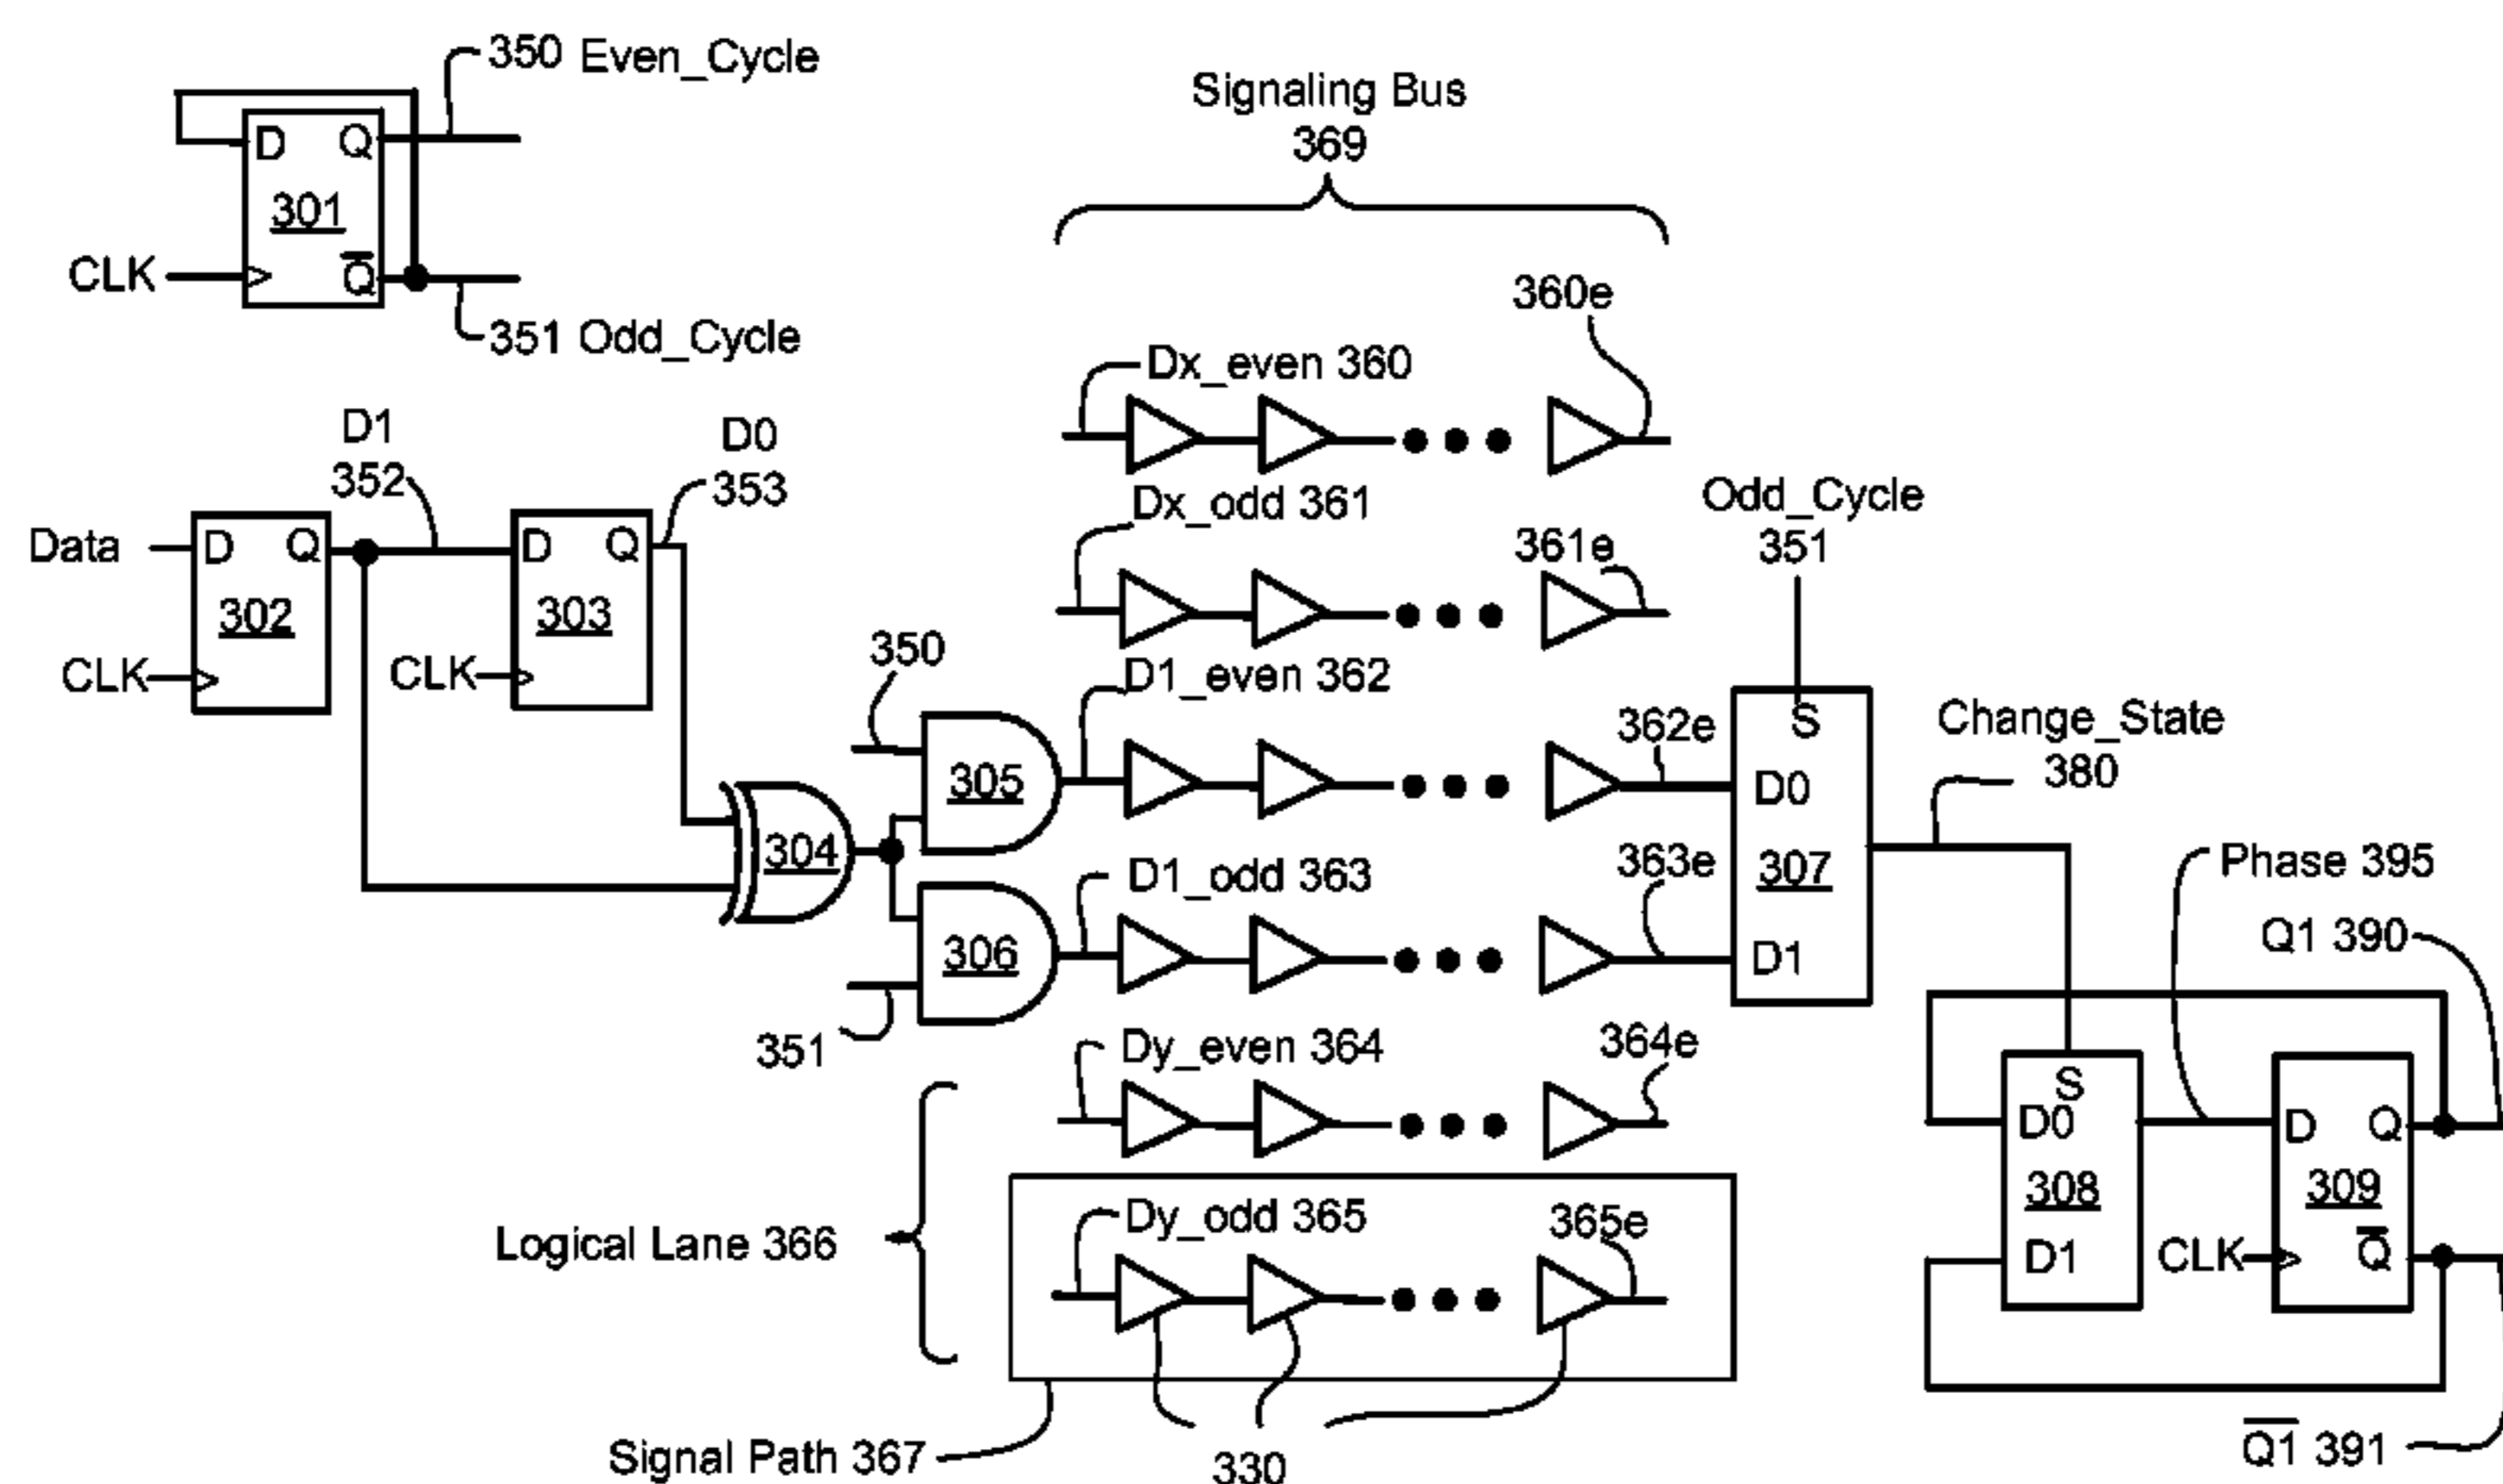 350 Even_Cycle
D Q
301
CLK
Q
351 Odd_Cycle
Signaling Bus
369
360e
Dx_even 360
Dx_odd 361
361e
Odd_Cycle
351
D1
352
D0
353
Data
D Q
302
CLK
D Q
303
CLK
350
D1_even 362
362e
304
305
306
351
D1_odd 363
363e
S
D0
307
D1
Change_State
380
Phase 395
Q1 390
Dy_even 364
364e
Logical Lane 366
Dy_odd 365
365e
Signal Path 367
330
S
D0
308
D1
D Q
309
CLK
Q
Q1 391